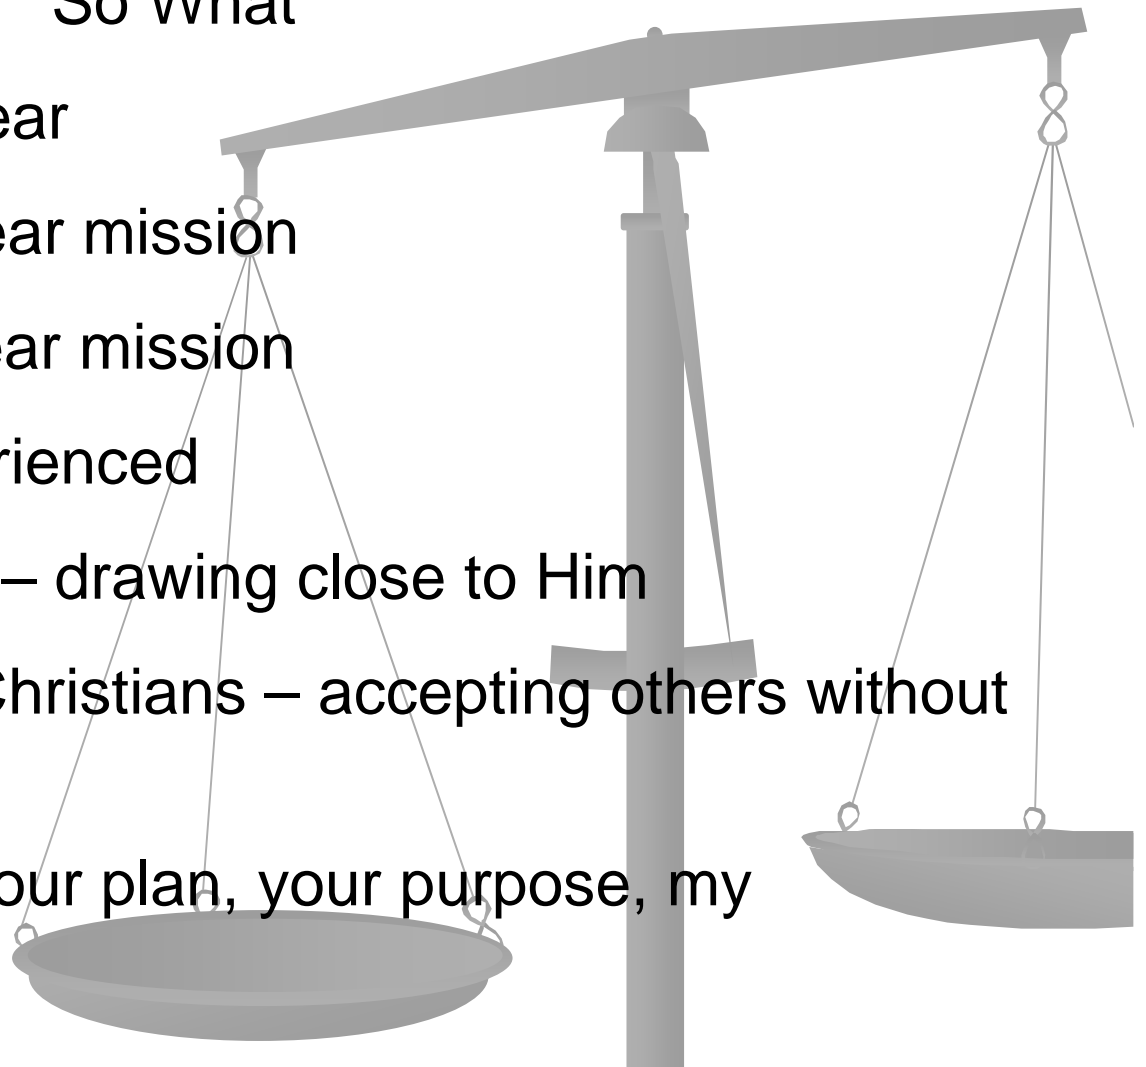 So What
ear
ear mission
ear mission
rienced
– drawing close to Him
Christians – accepting others without
our plan, your purpose, my